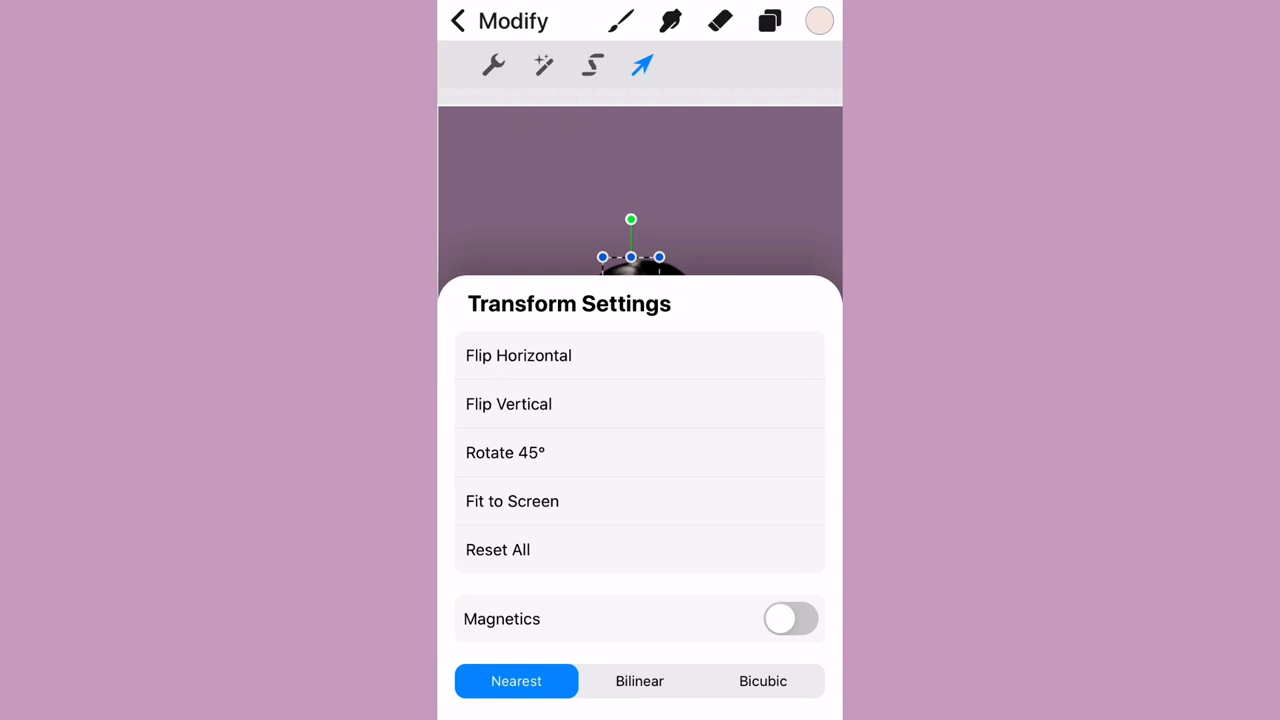 Modify
Transform Settings
Flip Horizontal
Flip Vertical
Rotate 45°
Fit to Screen
Reset All
Magnetics
Nearest Bilinear Bicubic